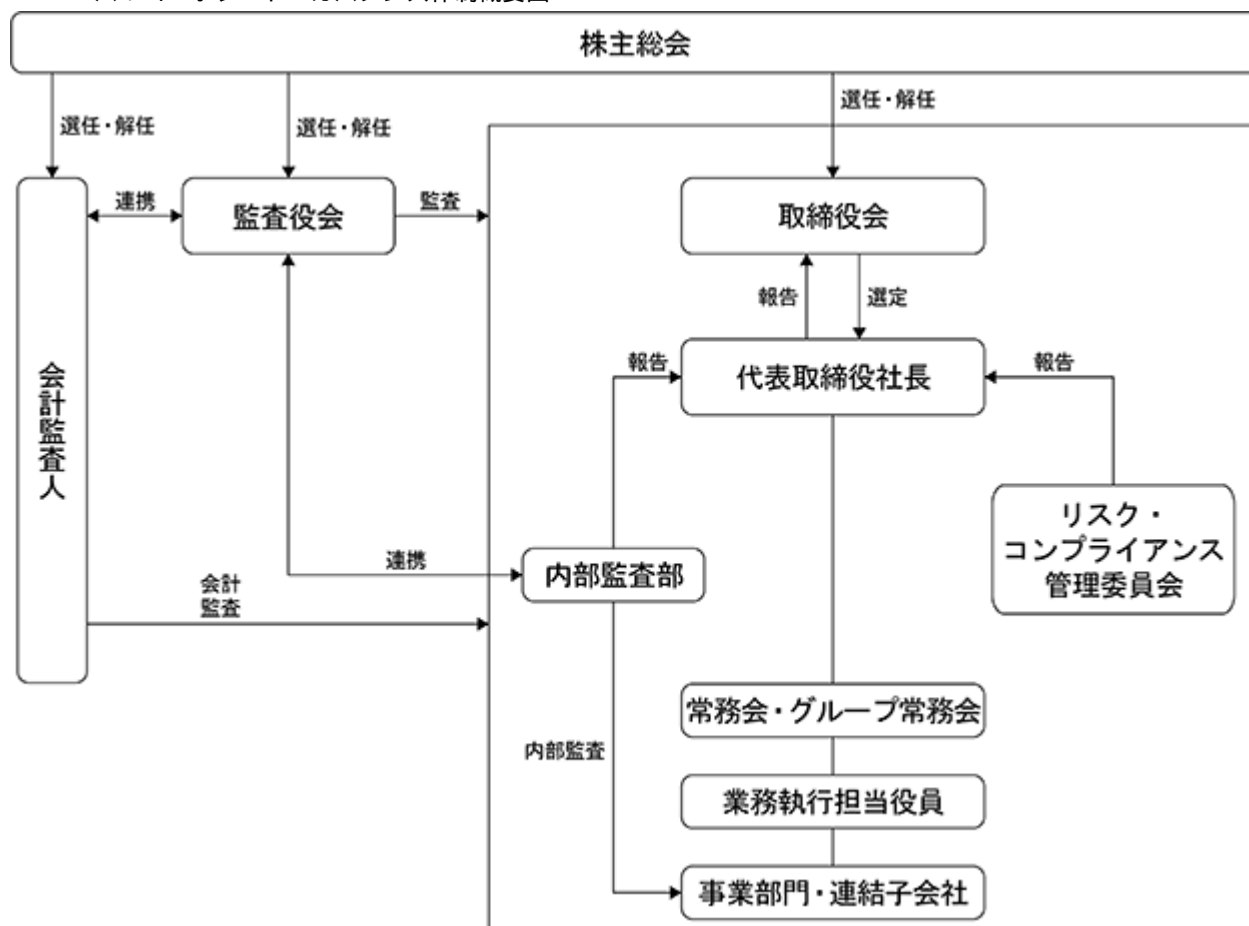 株主総会
選任・解任
選任・解任
選任・解任
連携
監査役会
監査
取締役会
報告
選定
報告
代表取締役社長
報告
会計監査人
リスク・
コンプライアンス
管理委員会
連携
内部監査部
会計
監査
常務会・グループ常務会
内部監査
業務執行担当役員
事業部門・連結子会社